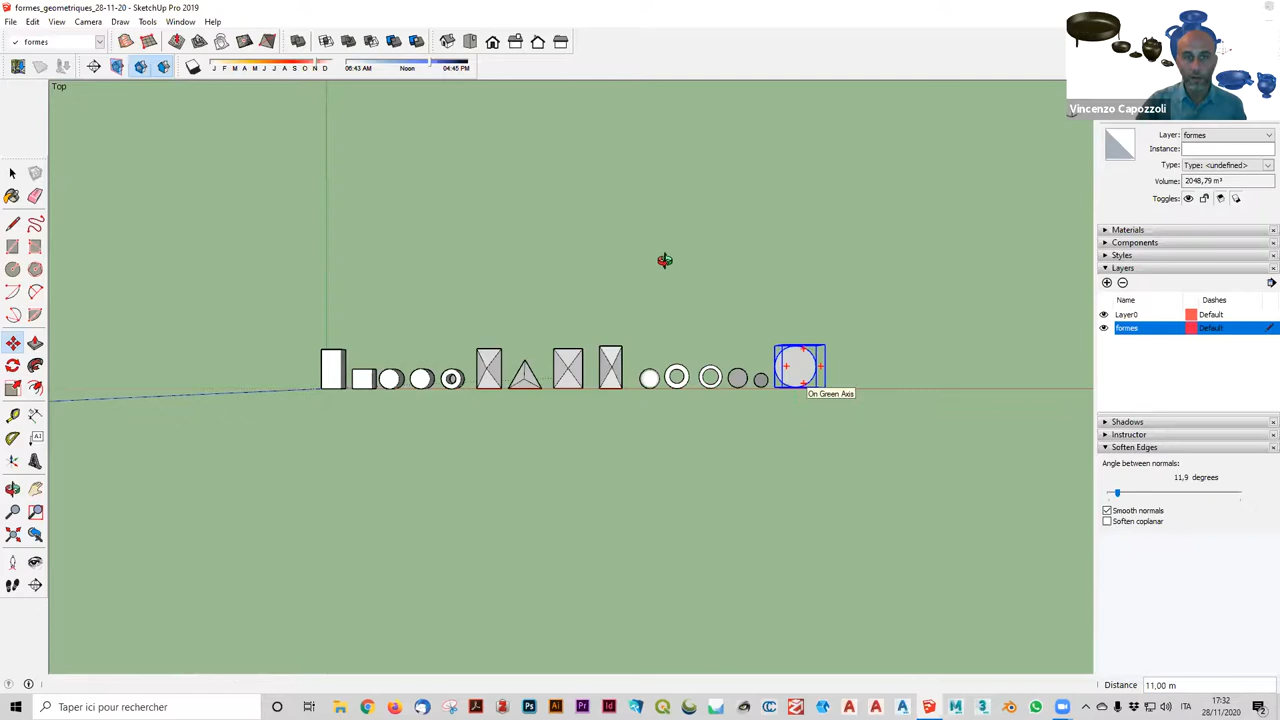 formes_geometriques_28-11-20 - SketchUp Pro 2019
File Edit View Camera Draw Tools Window Help
formes
J F M A M J J A S O N D
06:43 AM Noon 04:45 PM
Top
Vincenzo Capozzoli
Layer: formes
Instance:
Type: Type: <undefined>
Volume: 2048,79 m³
Toggles:
Materials
Components
Styles
Layers
Name Dashes
Layer0 Default
formes Default
On Green Axis
Shadows
Instructor
Soften Edges
Angle between normals:
11,9 degrees
Smooth normals
Soften coplanar
Distance 11,00 m
Taper ici pour rechercher
ITA
17:32
28/11/2020